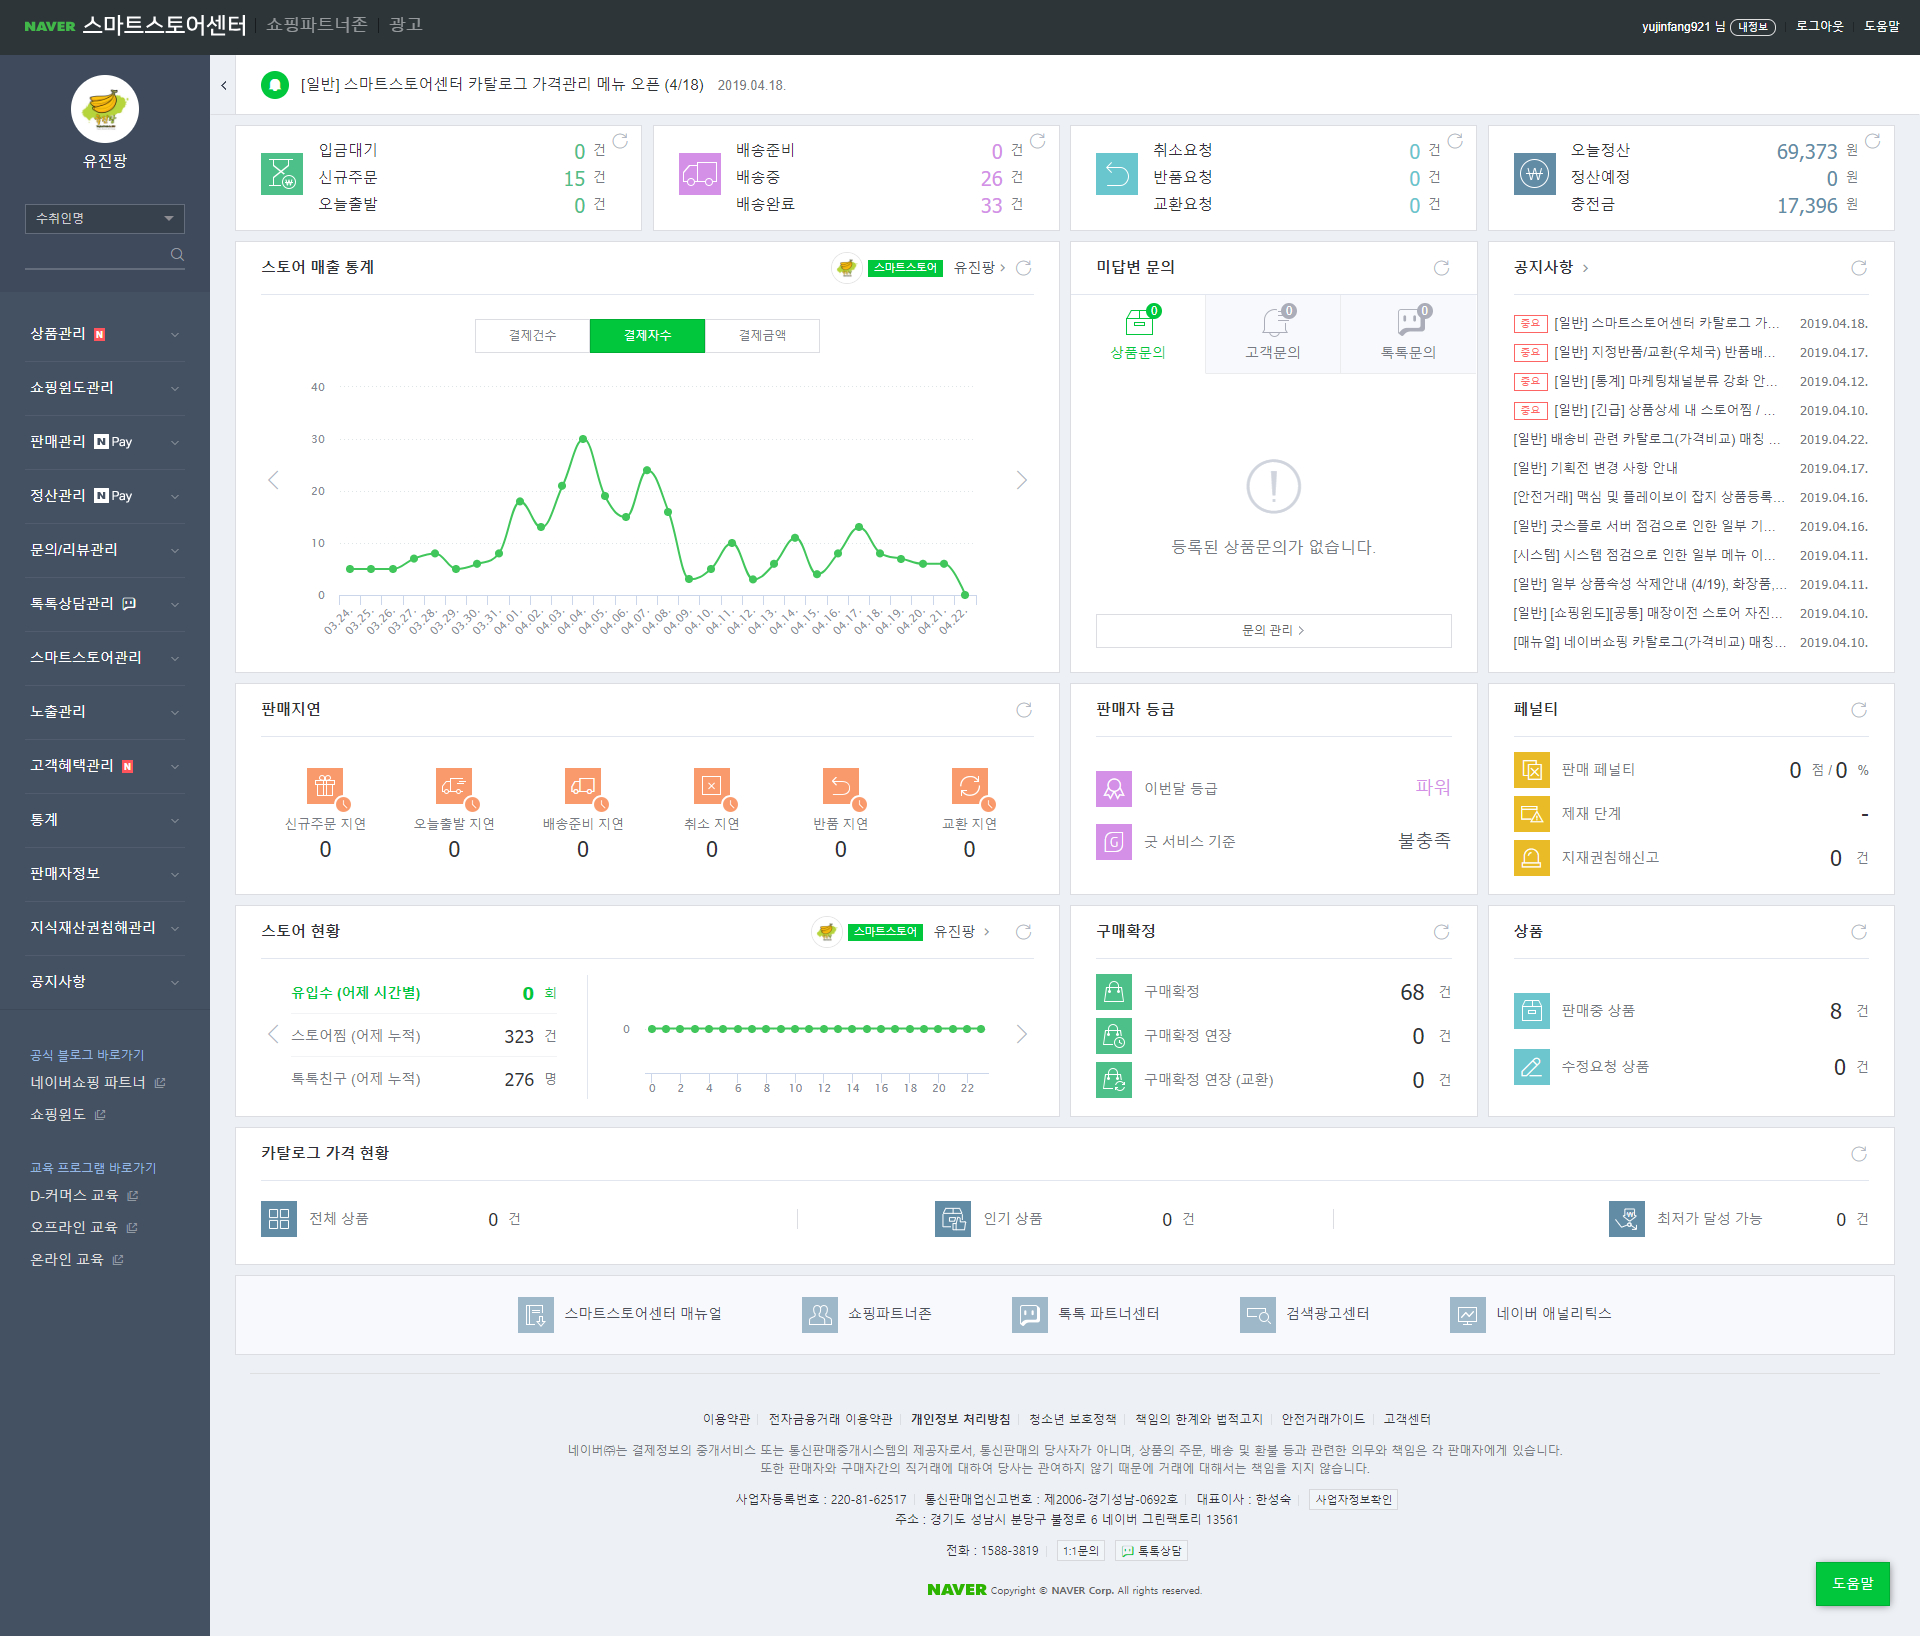 NAVER 스마트스토어센터 쇼핑파트너존 광고
yujinfang921 님 내정보 로그아웃 도움말
유진팡
수취인명
상품관리 N
쇼핑윈도관리
판매관리 N Pay
정산관리 N Pay
문의/리뷰관리
톡톡상담관리
스마트스토어관리
노출관리
고객혜택관리 N
통계
판매자정보
지식재산권침해관리
공지사항
공식 블로그 바로가기
네이버쇼핑 파트너
쇼핑윈도
교육 프로그램 바로가기
D-커머스 교육
오프라인 교육
온라인 교육
[일반] 스마트스토어센터 카탈로그 가격관리 메뉴 오픈 (4/18) 2019.04.18.
입금대기 0 건
신규주문 15 건
오늘출발 0 건
배송준비 0 건
배송중 26 건
배송완료 33 건
취소요청 0 건
반품요청 0 건
교환요청 0 건
오늘정산 69,373 원
정산예정 0 원
충전금 17,396 원
스토어 매출 통계 스마트스토어 유진팡
결제건수 결제자수 결제금액
40
30
20
10
0
03.24. 03.25. 03.26. 03.27. 03.28. 03.29. 03.30. 03.31. 04.01. 04.02. 04.03. 04.04. 04.05. 04.06. 04.07. 04.08. 04.09. 04.10. 04.11. 04.12. 04.13. 04.14. 04.15. 04.16. 04.17. 04.18. 04.19. 04.20. 04.21. 04.22.
미답변 문의
0 0 0
상품문의 고객문의 톡톡문의
등록된 상품문의가 없습니다.
문의 관리
공지사항
중요 [일반] 스마트스토어센터 카탈로그 가... 2019.04.18.
중요 [일반] 지정반품/교환(우체국) 반품배... 2019.04.17.
중요 [일반] [통계] 마케팅채널분류 강화 안... 2019.04.12.
중요 [일반] [긴급] 상품상세 내 스토어찜 / ... 2019.04.10.
[일반] 배송비 관련 카탈로그(가격비교) 매칭 ... 2019.04.22.
[일반] 기획전 변경 사항 안내 2019.04.17.
[안전거래] 맥심 및 플레이보이 잡지 상품등록... 2019.04.16.
[일반] 굿스플로 서버 점검으로 인한 일부 기... 2019.04.16.
[시스템] 시스템 점검으로 인한 일부 메뉴 이... 2019.04.11.
[일반] 일부 상품속성 삭제안내 (4/19), 화장품,... 2019.04.11.
[일반] [쇼핑윈도][공통] 매장이전 스토어 자진... 2019.04.10.
[매뉴얼] 네이버쇼핑 카탈로그(가격비교) 매칭... 2019.04.10.
판매지연
신규주문 지연 오늘출발 지연 배송준비 지연 취소 지연 반품 지연 교환 지연
0 0 0 0 0 0
판매자 등급
이번달 등급 파워
굿 서비스 기준 불충족
페널티
판매 페널티 0 점 / 0 %
제재 단계 -
지재권침해신고 0 건
스토어 현황 스마트스토어 유진팡
유입수 (어제 시간별) 0 회
스토어찜 (어제 누적) 323 건
톡톡친구 (어제 누적) 276 명
0
0 2 4 6 8 10 12 14 16 18 20 22
구매확정
구매확정 68 건
구매확정 연장 0 건
구매확정 연장 (교환) 0 건
상품
판매중 상품 8 건
수정요청 상품 0 건
카탈로그 가격 현황
전체 상품 0 건 인기 상품 0 건 최저가 달성 가능 0 건
스마트스토어센터 매뉴얼 쇼핑파트너존 톡톡 파트너센터 검색광고센터 네이버 애널리틱스
이용약관 전자금융거래 이용약관 개인정보 처리방침 청소년 보호정책 책임의 한계와 법적고지 안전거래가이드 고객센터
네이버㈜는 결제정보의 중개서비스 또는 통신판매중개시스템의 제공자로서, 통신판매의 당사자가 아니며, 상품의 주문, 배송 및 환불 등과 관련한 의무와 책임은 각 판매자에게 있습니다.
또한 판매자와 구매자간의 직거래에 대하여 당사는 관여하지 않기 때문에 거래에 대해서는 책임을 지지 않습니다.
사업자등록번호 : 220-81-62517 통신판매업신고번호 : 제2006-경기성남-0692호 대표이사 : 한성숙 사업자정보확인
주소 : 경기도 성남시 분당구 불정로 6 네이버 그린팩토리 13561
전화 : 1588-3819 1:1문의 톡톡상담
NAVER Copyright © NAVER Corp. All rights reserved.
도움말